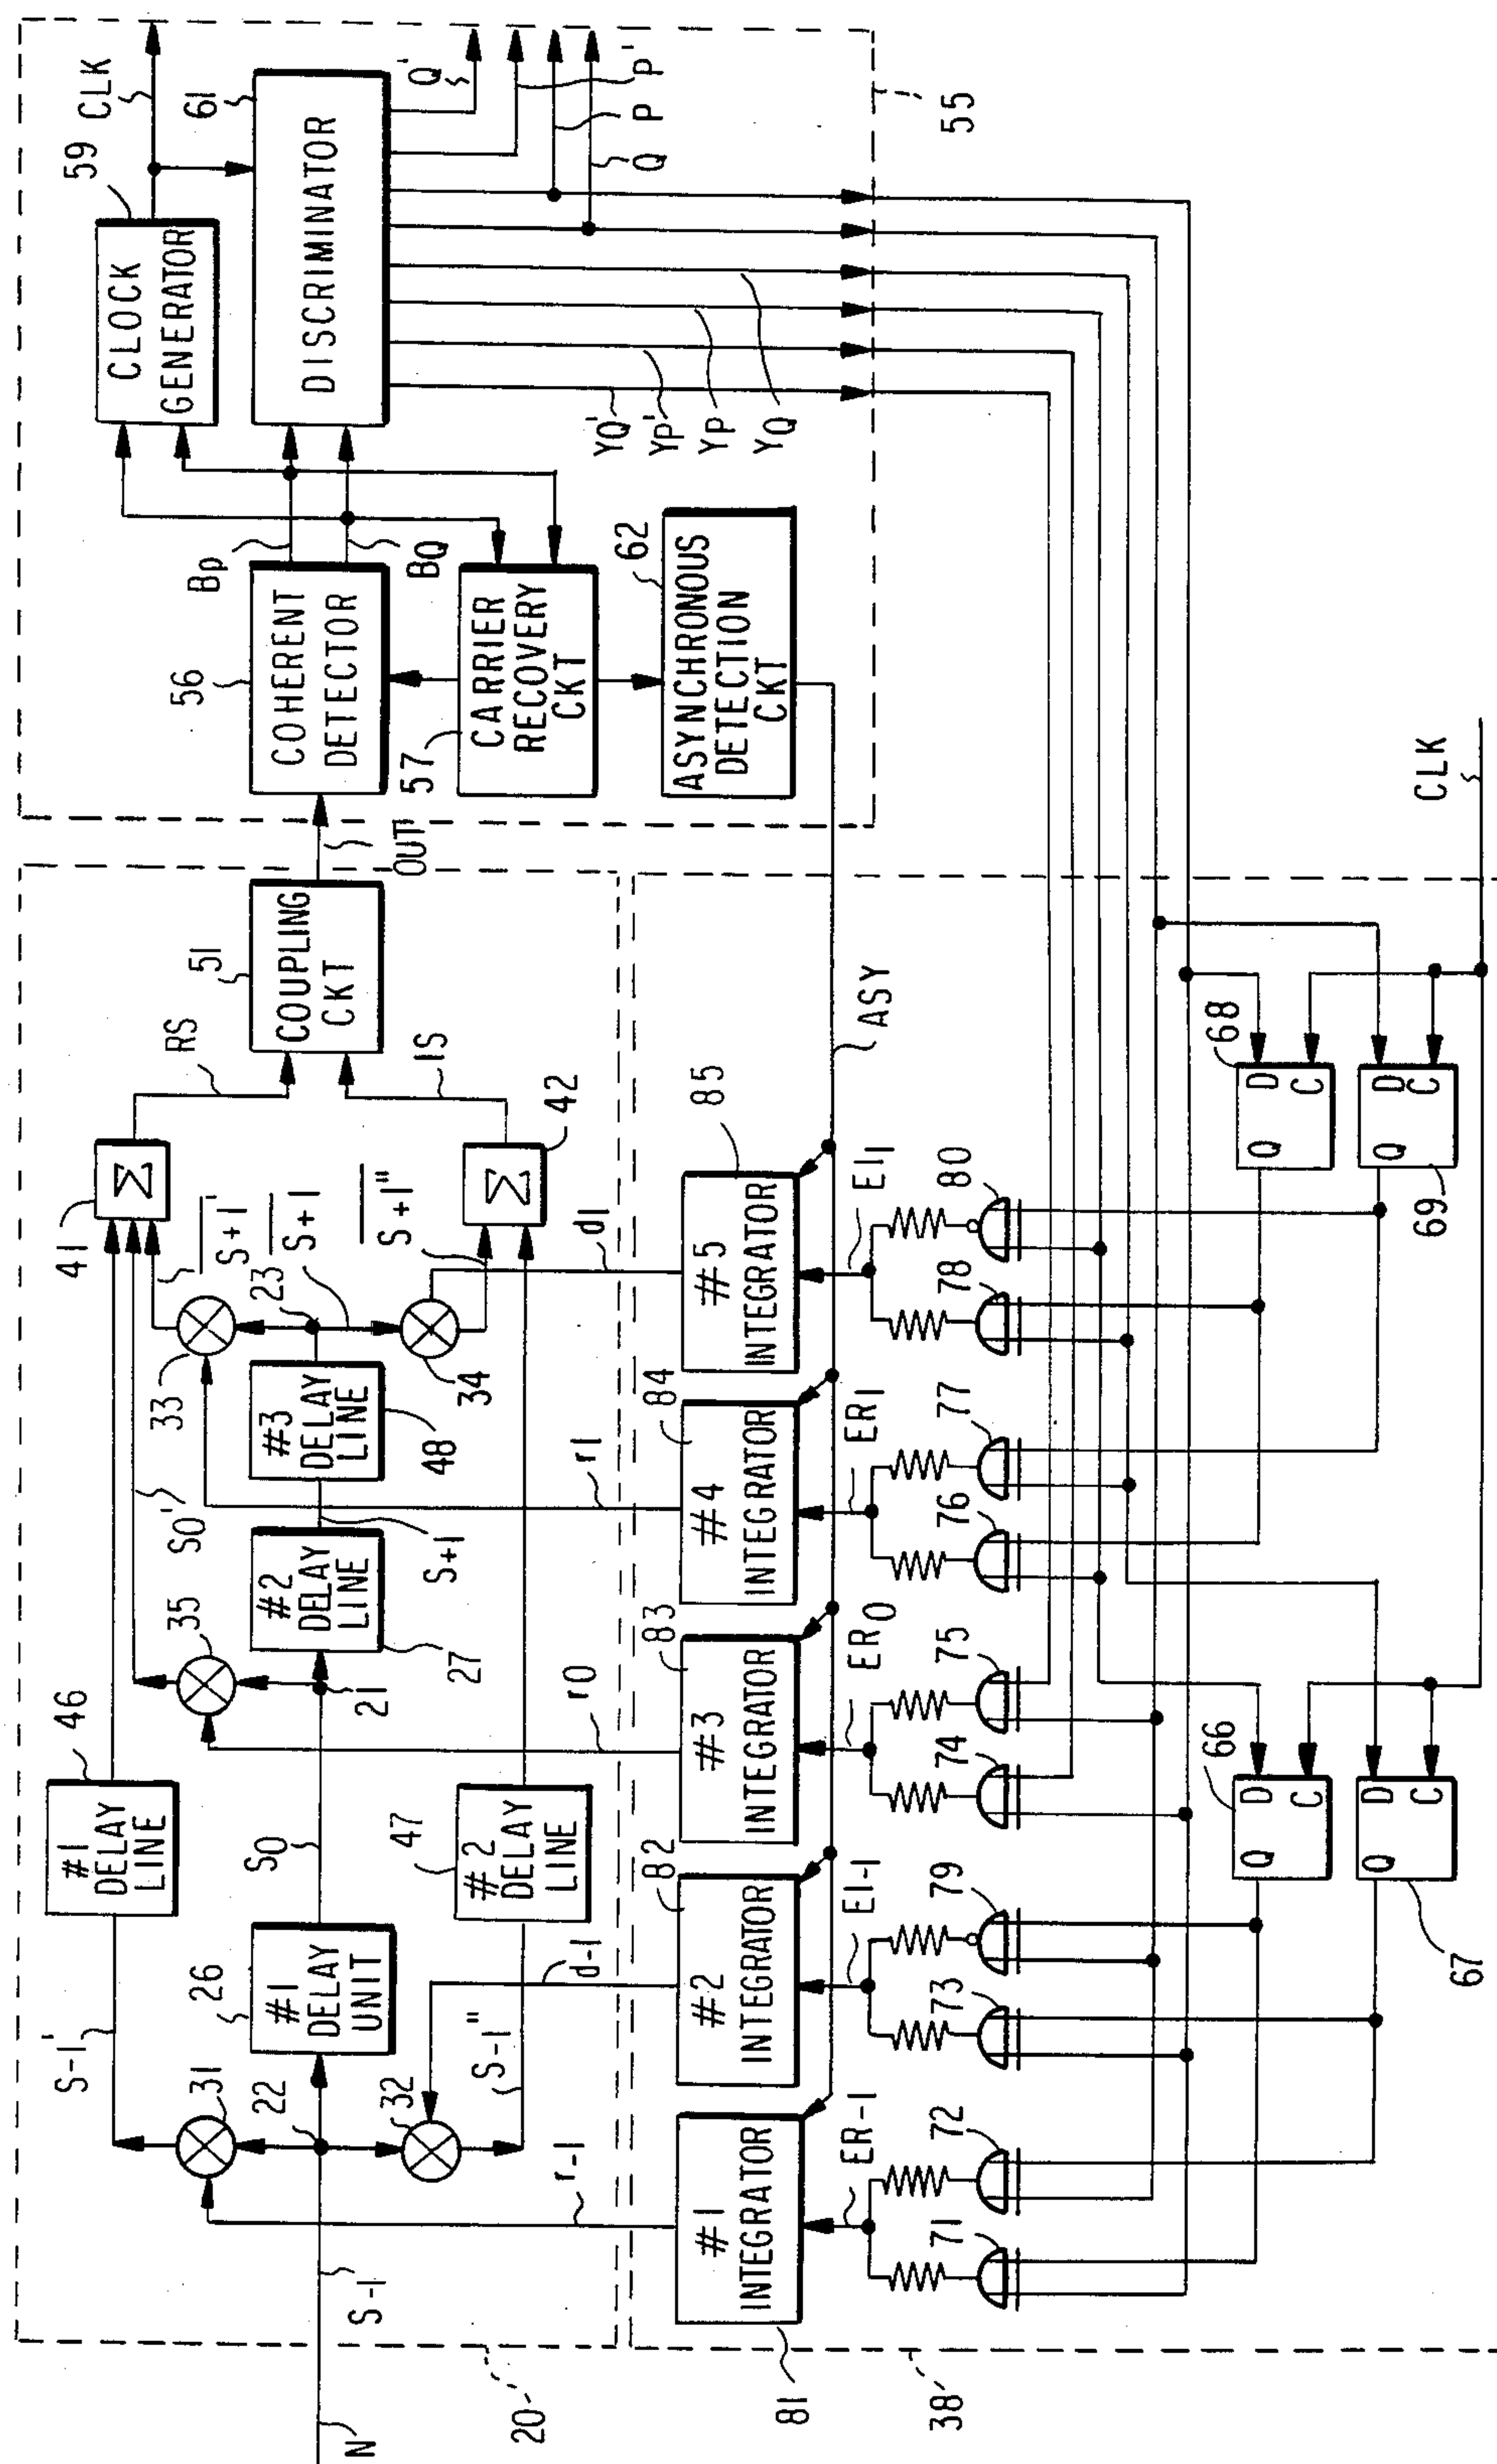 IN
S-1
20
22
31
32
S-1'
S-1"
r-1
d-1
26
#1
DELAY
UNIT
S0
#1
DELAY
LINE
46
47
#2
DELAY
LINE
21
35
S0'
r0
#2
DELAY
LINE
27
S+1
r1
#3
DELAY
LINE
48
33
34
23
S+1'
S+1
S+1"
d1
41
Σ
Σ
42
RS
IS
51
COUPLING
CKT
OUT
56
COHERENT
DETECTOR
BP
BQ
57
CARRIER
RECOVERY
CKT
62
ASYNCHRONOUS
DETECTION
CKT
59
CLOCK
GENERATOR
CLK
61
DISCRIMINATOR
Q'
P'
P
Q
YQ'
YP'
YP
YQ
55
38
81
#1
INTEGRATOR
82
#2
INTEGRATOR
83
#3
INTEGRATOR
84
#4
INTEGRATOR
85
#5
INTEGRATOR
ASY
ER-1
EI-1
ER0
ER1
EI1
71
72
73
79
74
75
76
77
78
80
66
D
C
Q
67
D
C
Q
68
D
C
Q
69
D
C
Q
CLK